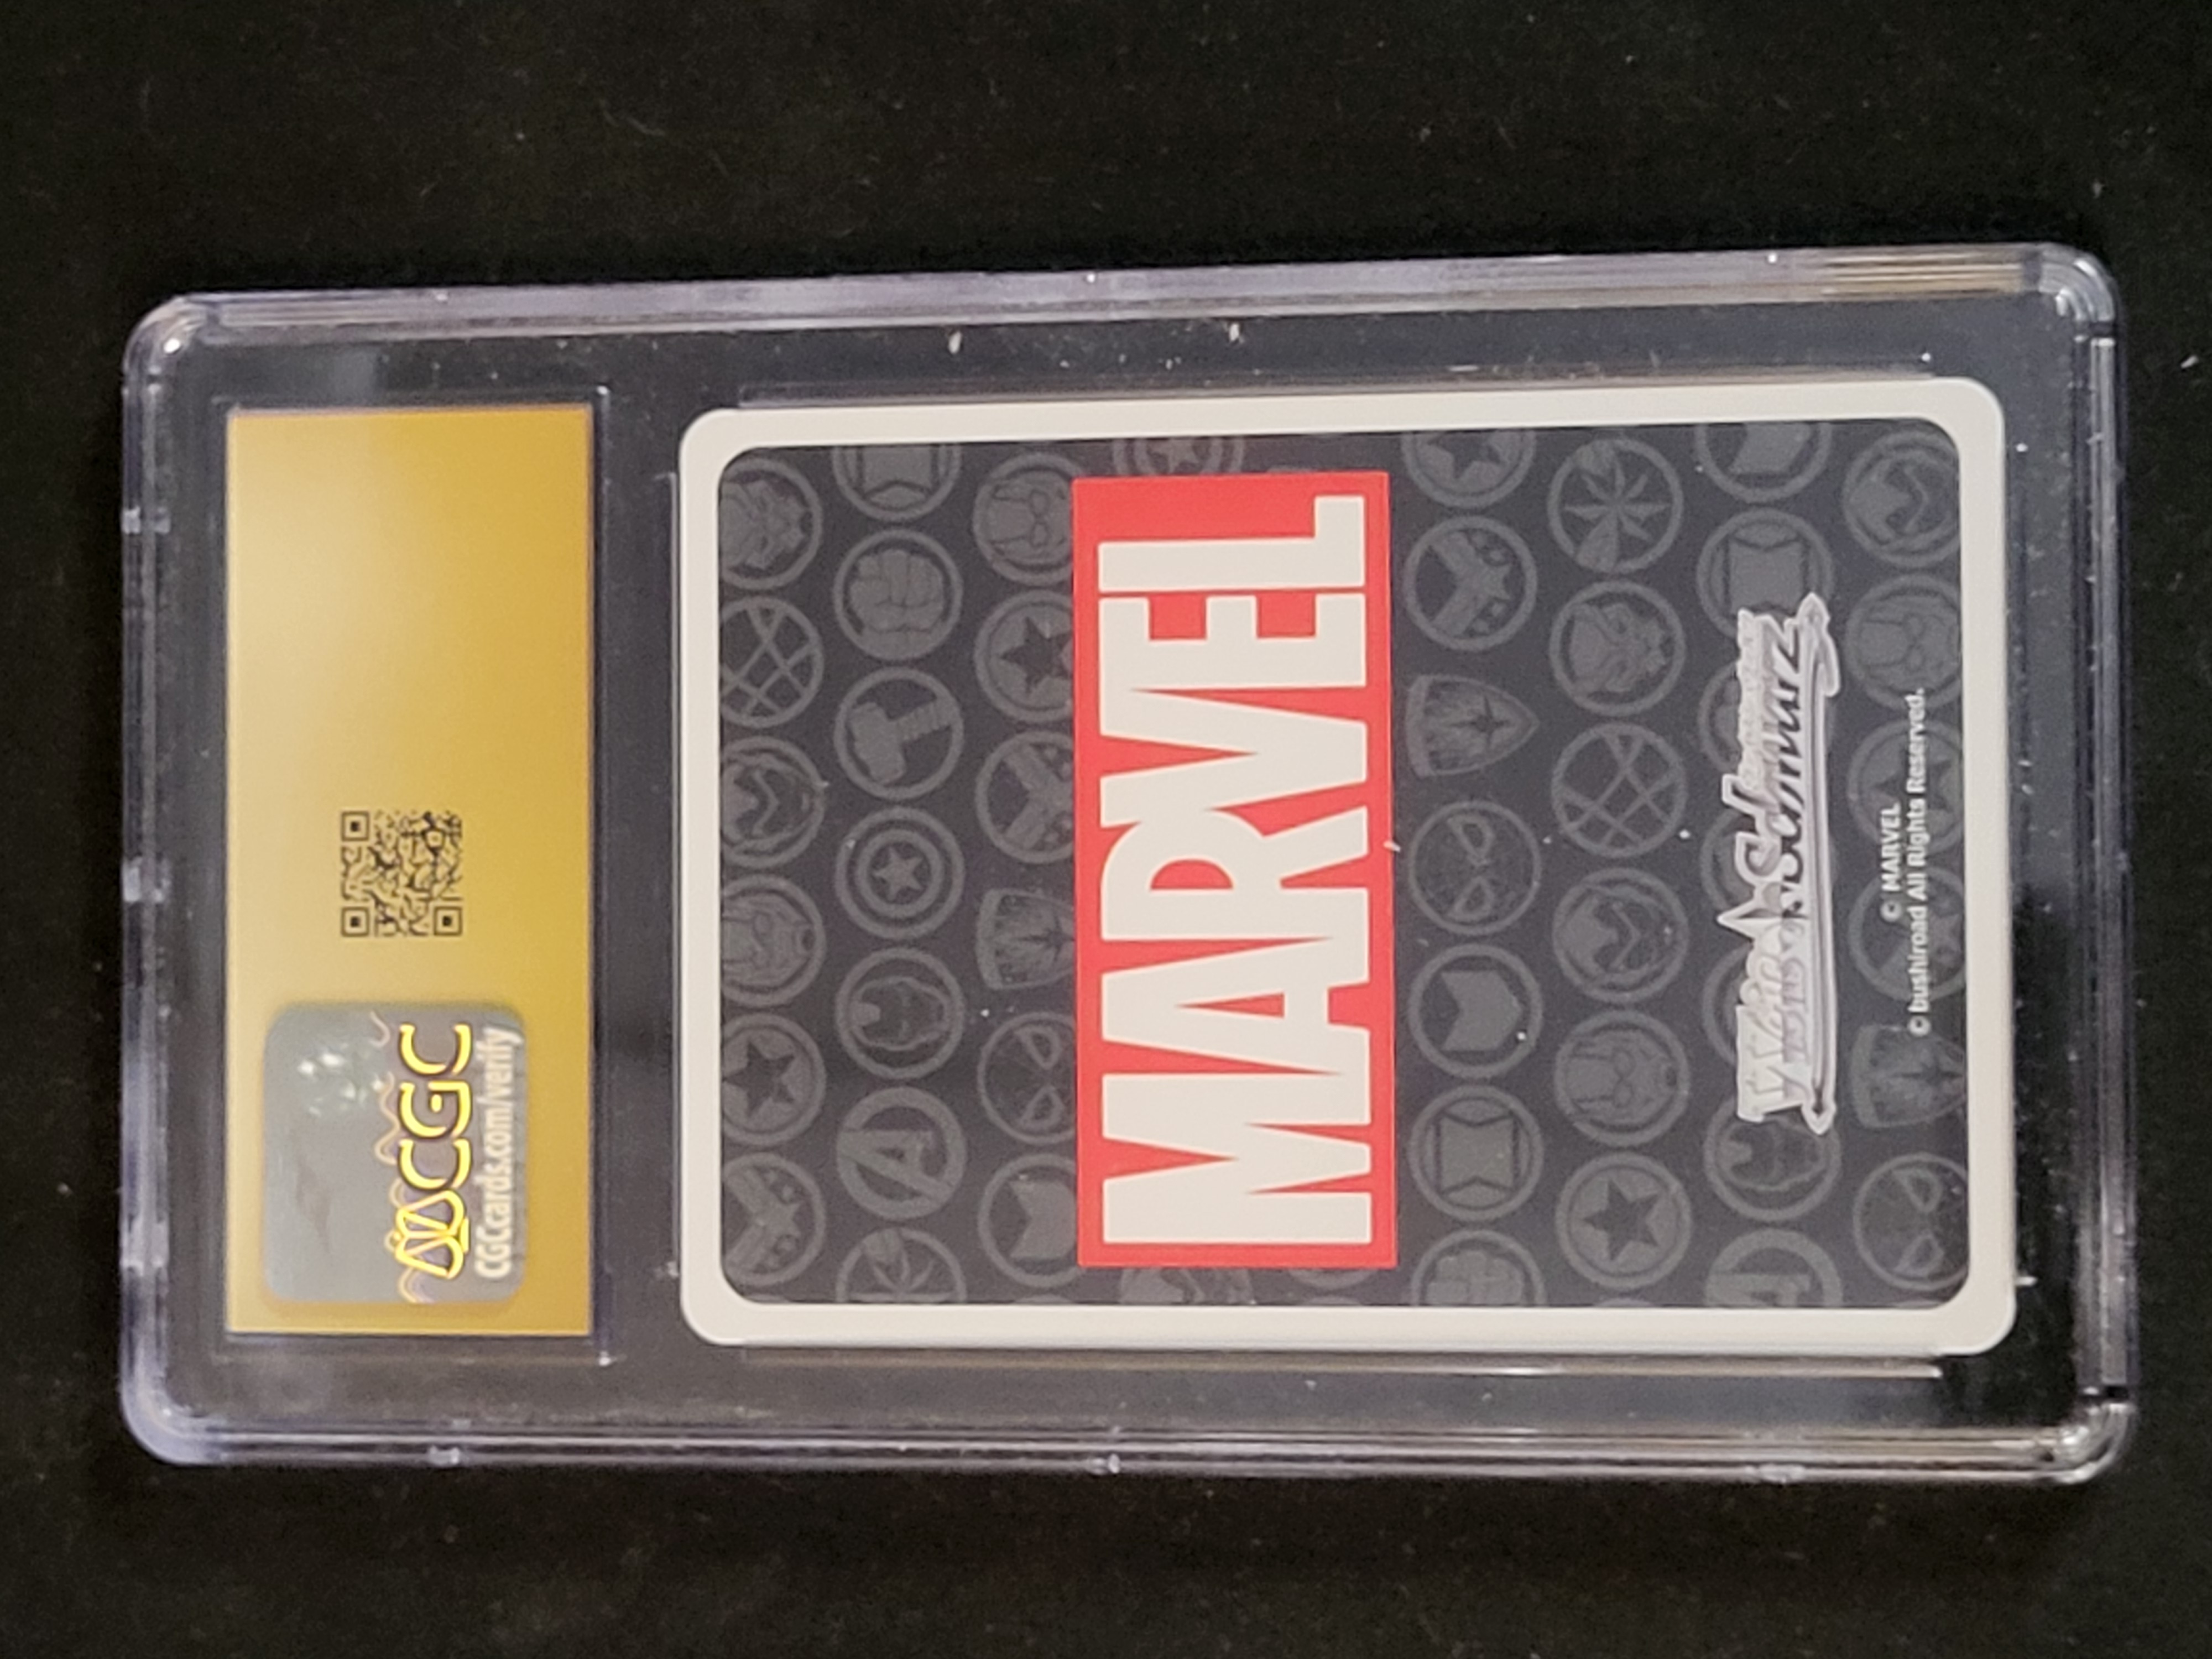 CGC
CGCcards.com/verify
MARVEL
Weiß Schwarz
© MARVEL
© bushiroad All Rights Reserved.